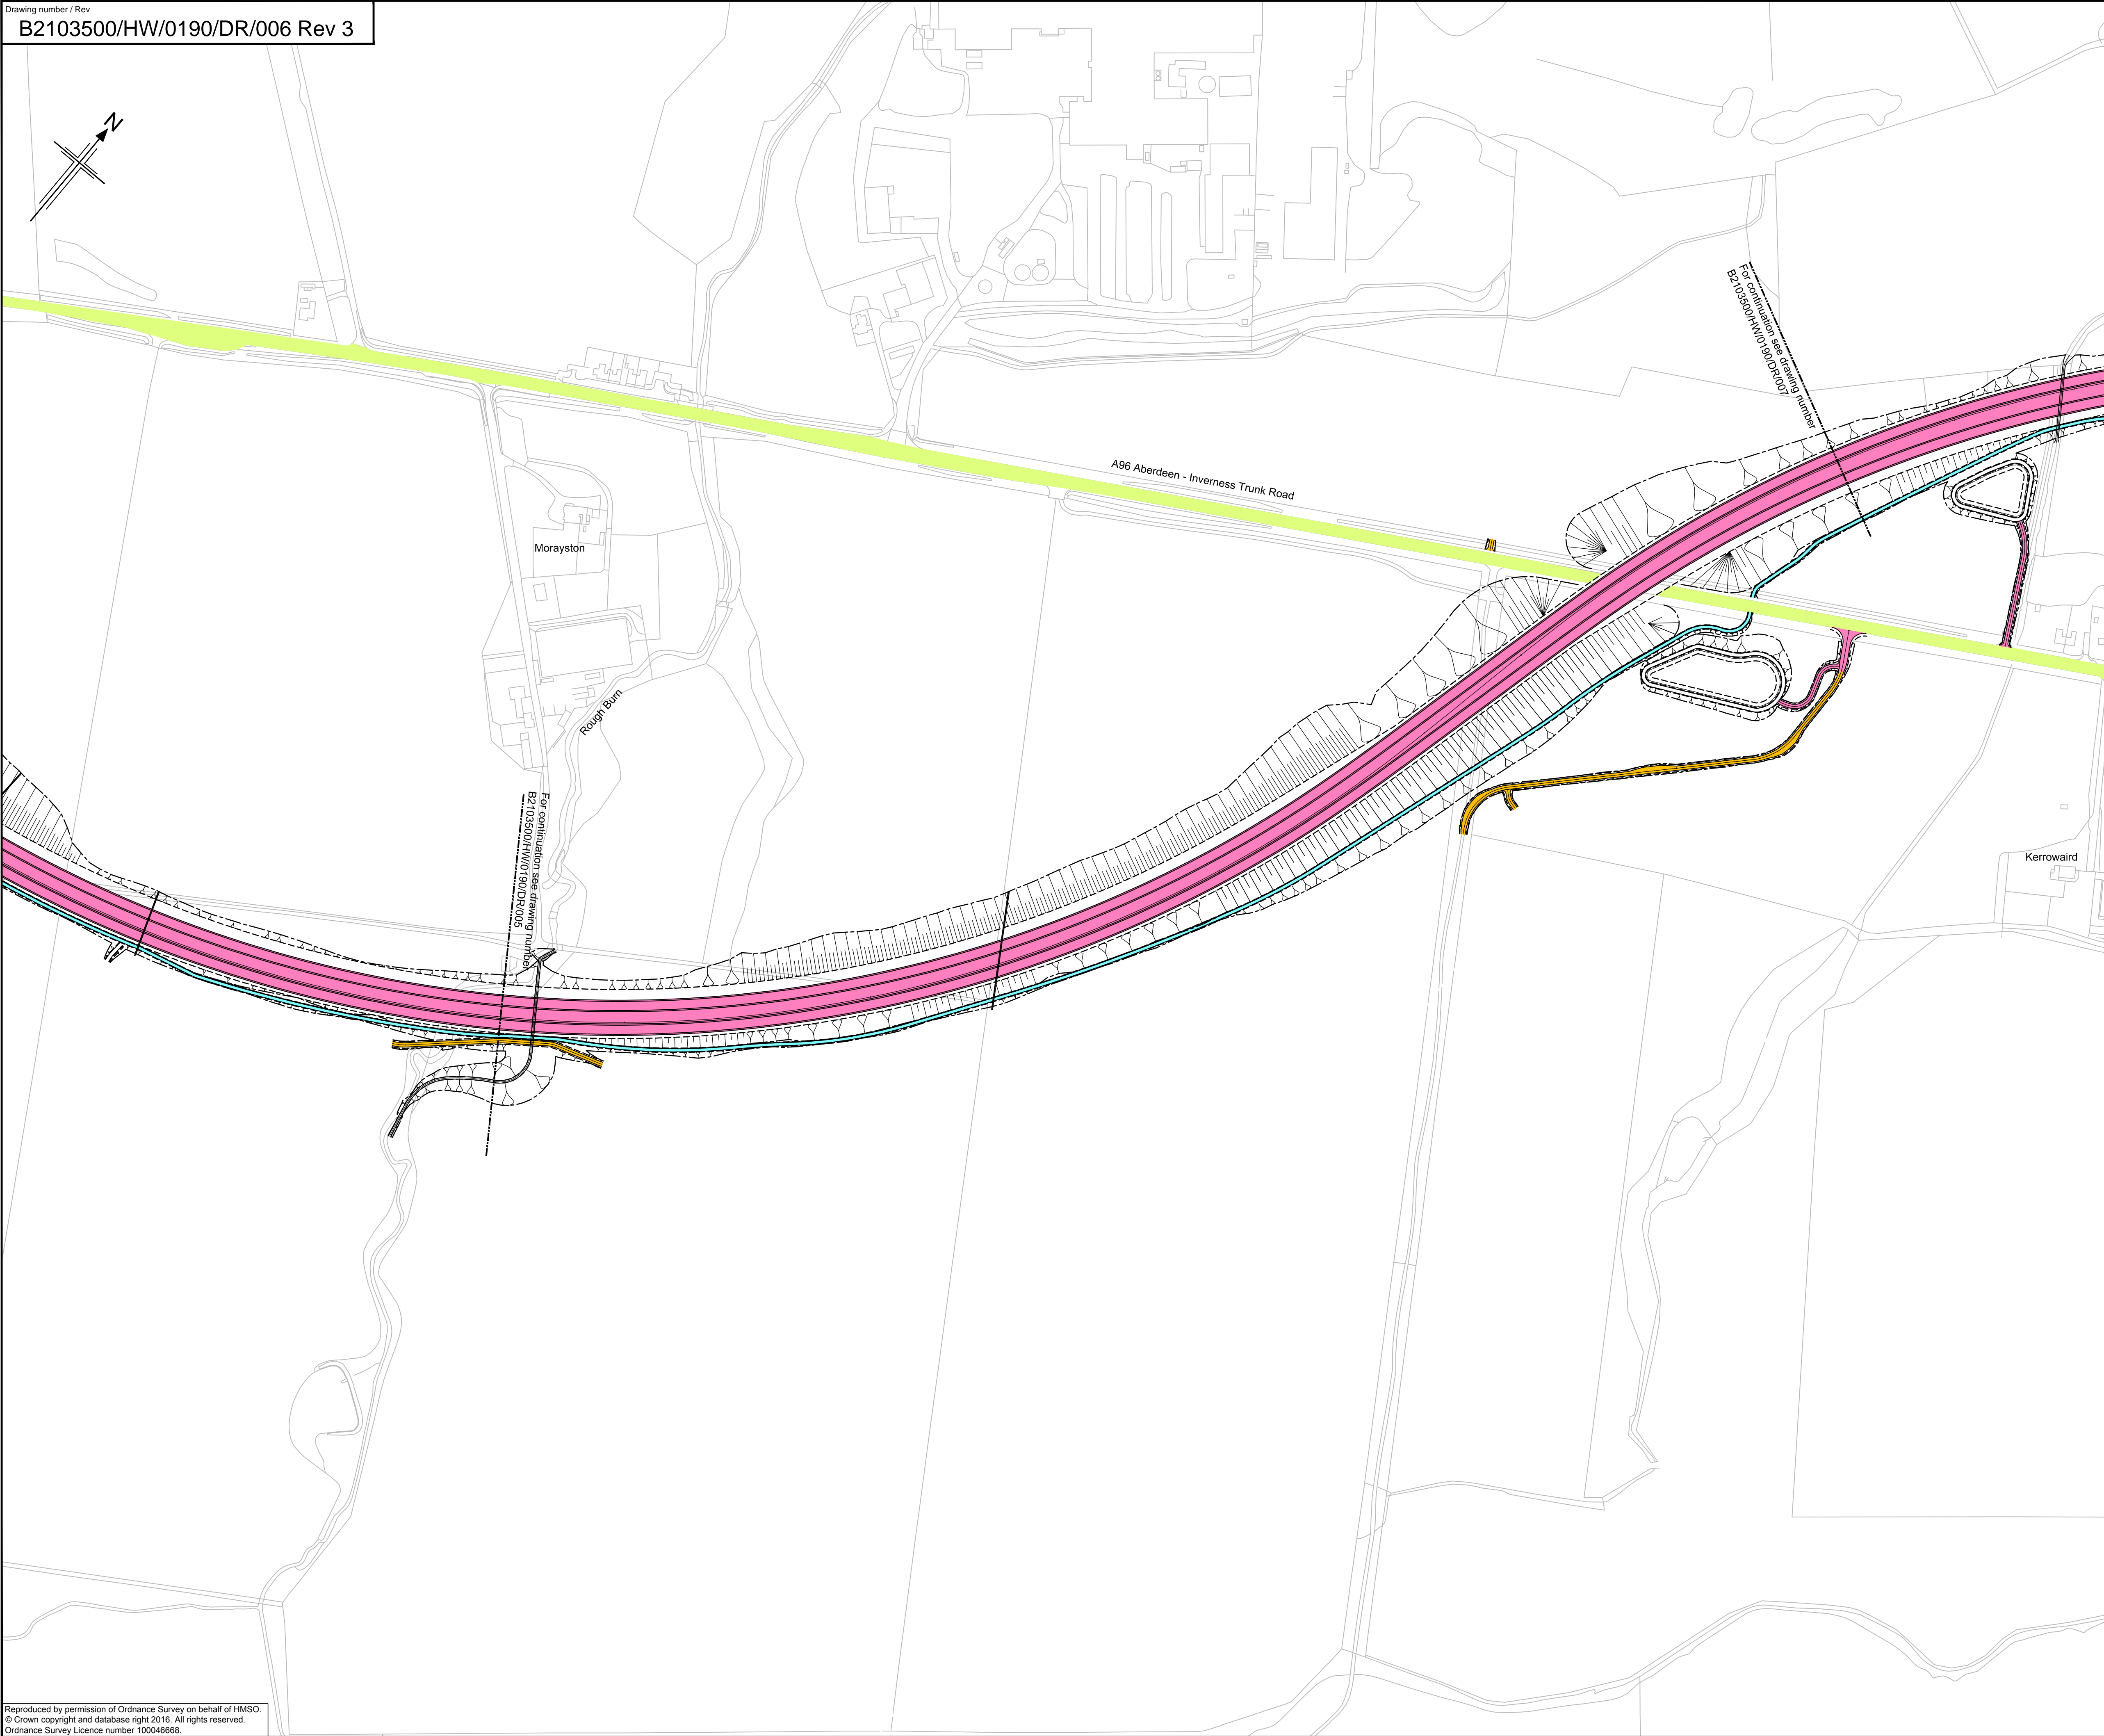 Drawing number / Rev
B2103500/HW/0190/DR/006 Rev 3
N
For continuation see drawing number
B2103500/HW/0190/DR/007
A96 Aberdeen - Inverness Trunk Road
Morayston
Rough Burn
For continuation see drawing number
B2103500/HW/0190/DR/005
Kerrowaird
Reproduced by permission of Ordnance Survey on behalf of HMSO.
© Crown copyright and database right 2016. All rights reserved.
Ordnance Survey Licence number 100046668.